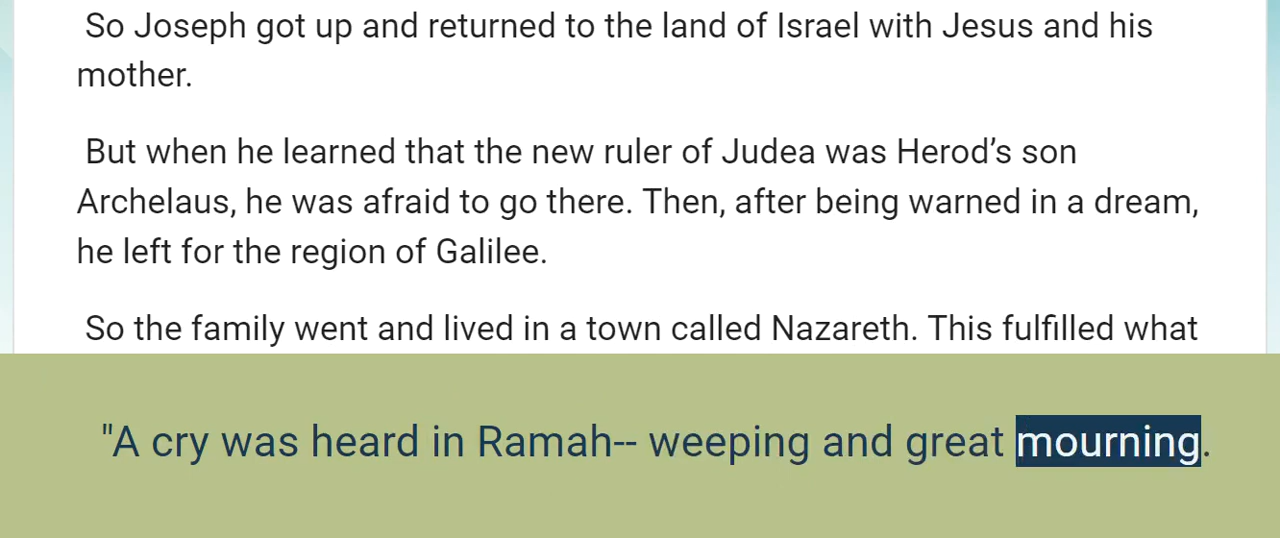 So Joseph got up and returned to the land of Israel with Jesus and his
mother.
But when he learned that the new ruler of Judea was Herod’s son
Archelaus, he was afraid to go there. Then, after being warned in a dream,
he left for the region of Galilee.
So the family went and lived in a town called Nazareth. This fulfilled what
"A cry was heard in Ramah-- weeping and great mourning.